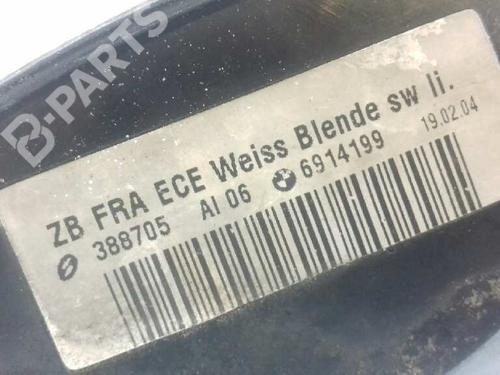 B-PARTS
ZB FRA ECE Weiss Blende sw li.
388705 AI 06 6914199 19.02.04